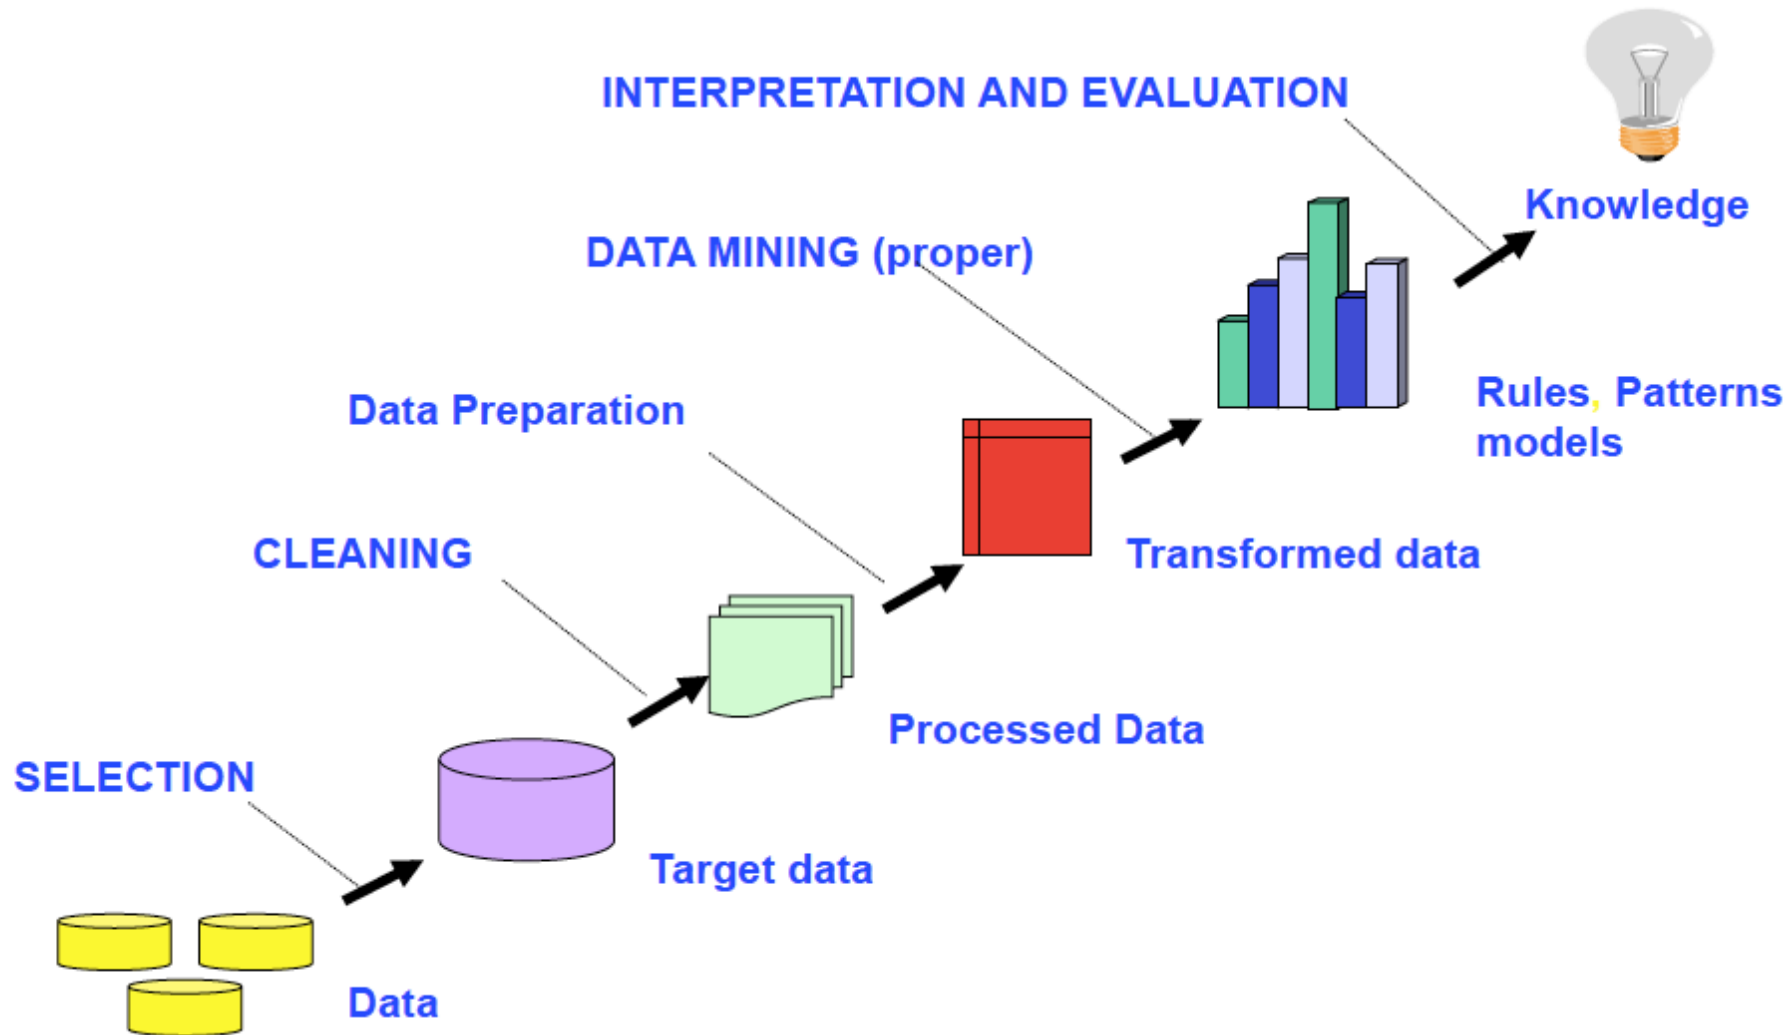 INTERPRETATION AND EVALUATION
Knowledge
DATA MINING (proper)
Rules, Patterns
models
Data Preparation
Transformed data
CLEANING
Processed Data
SELECTION
Target data
Data